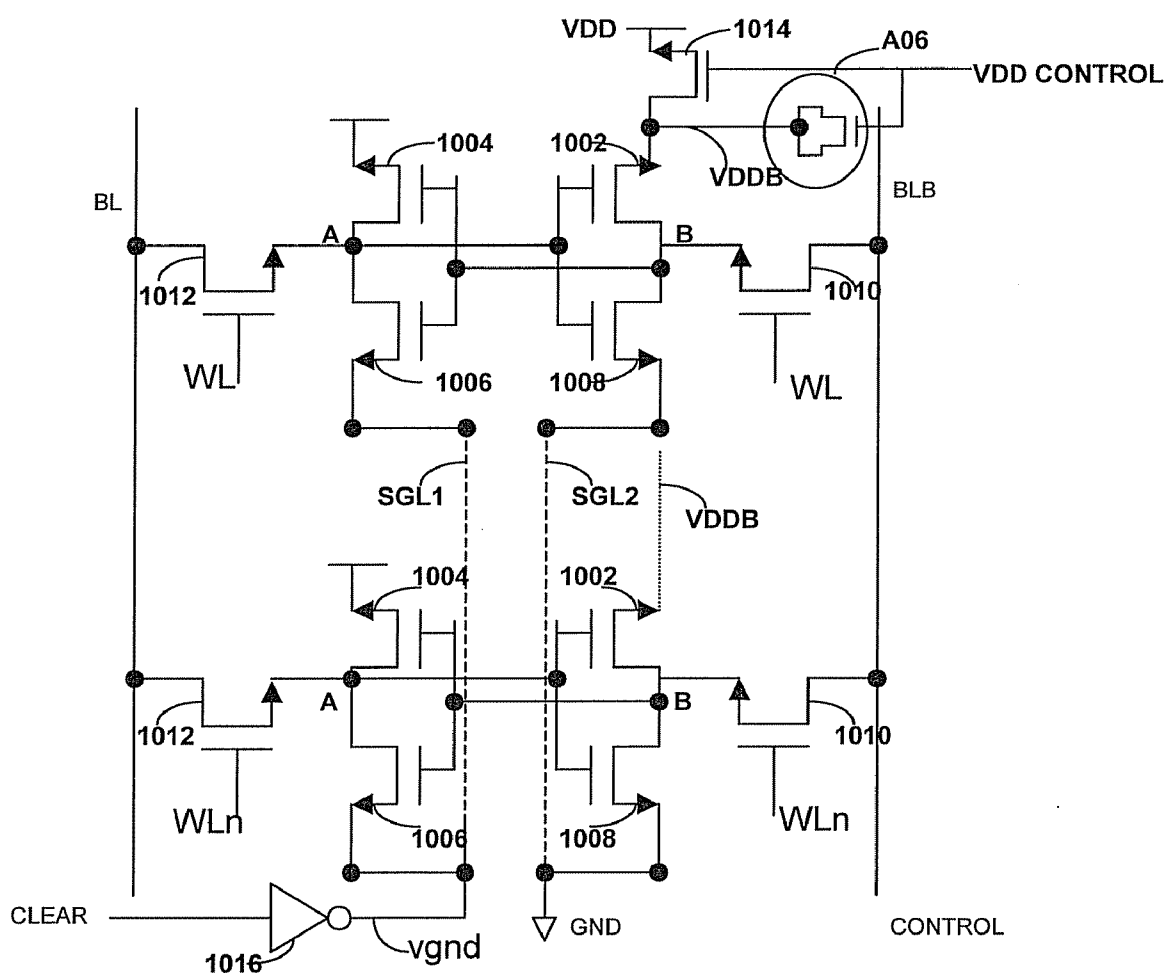 VDD
1014
A06
VDD CONTROL
1004
1002
VDDB
BL
BLB
A
B
1012
1010
WL
WL
1006
1008
SGL1
SGL2
VDDB
1004
1002
A
B
1012
1010
WLn
WLn
1006
1008
CLEAR
GND
CONTROL
vgnd
1016